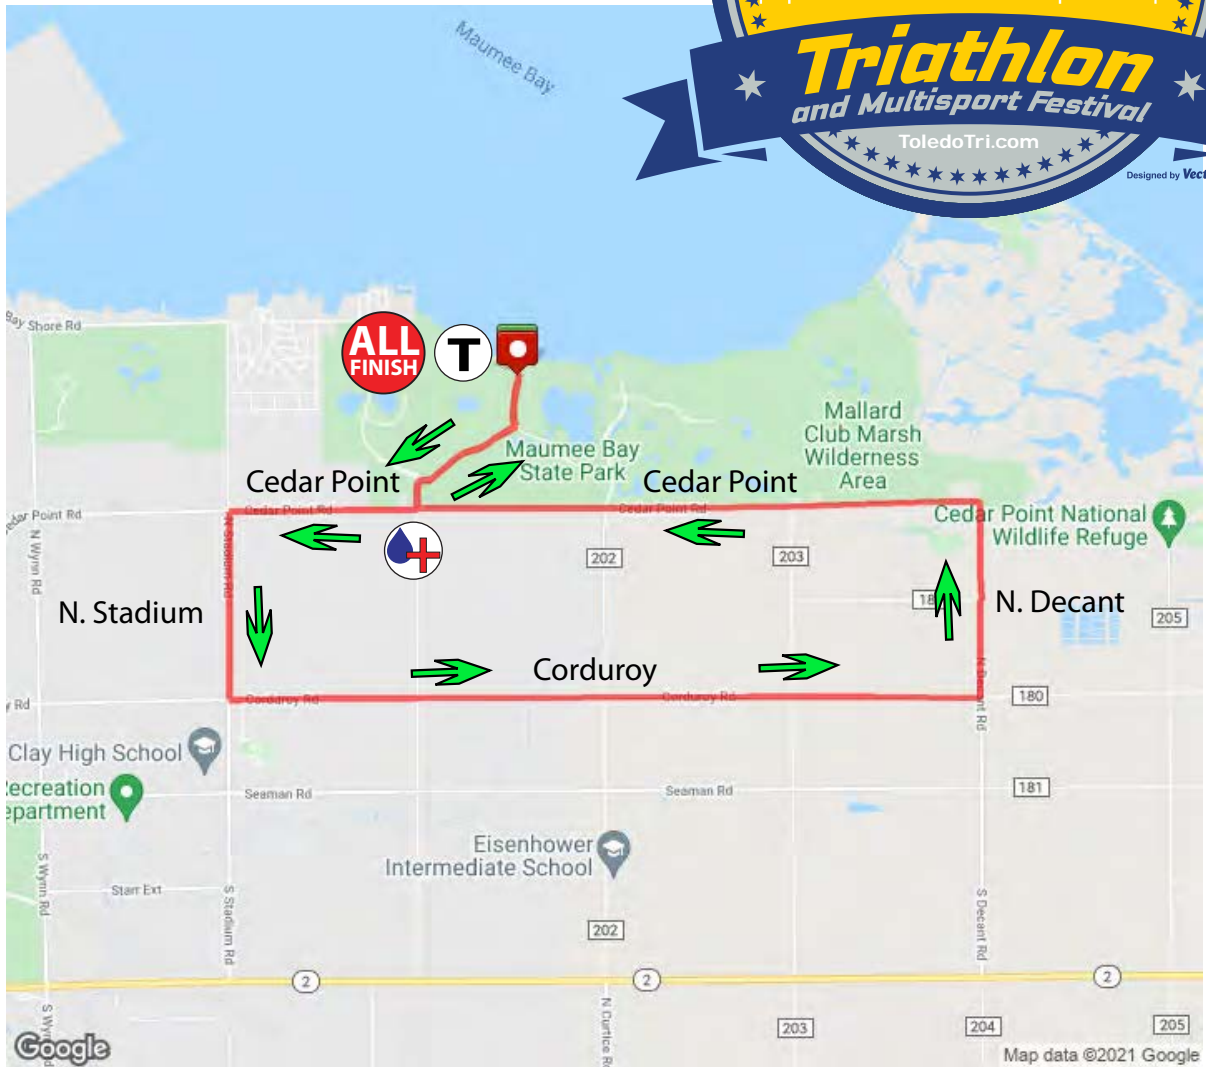 Triathlon
and Multisport Festival
ToledoTri.com
Designed by Vect
Maumee Bay
Bay Shore Rd
ALL
FINISH
T
Maumee Bay
State Park
Mallard
Club Marsh
Wilderness
Area
Cedar Point
Cedar Point
Cedar Point Rd
Cedar Point Rd
Cedar Point Rd
Cedar Point National
Wildlife Refuge
N Wynn Rd
N Stadium Rd
202
203
18
205
N. Stadium
N. Decant
Corduroy
N Decant Rd
y Rd
Corduroy Rd
Corduroy Rd
180
Clay High School
Recreation
epartment
Seaman Rd
Seaman Rd
181
Eisenhower
Intermediate School
S Wynn Rd
Starr Ext
S Stadium Rd
202
S Decant Rd
2
2
2
S Wyn
N Curtice R
203
204
205
Google
Map data ©2021 Google